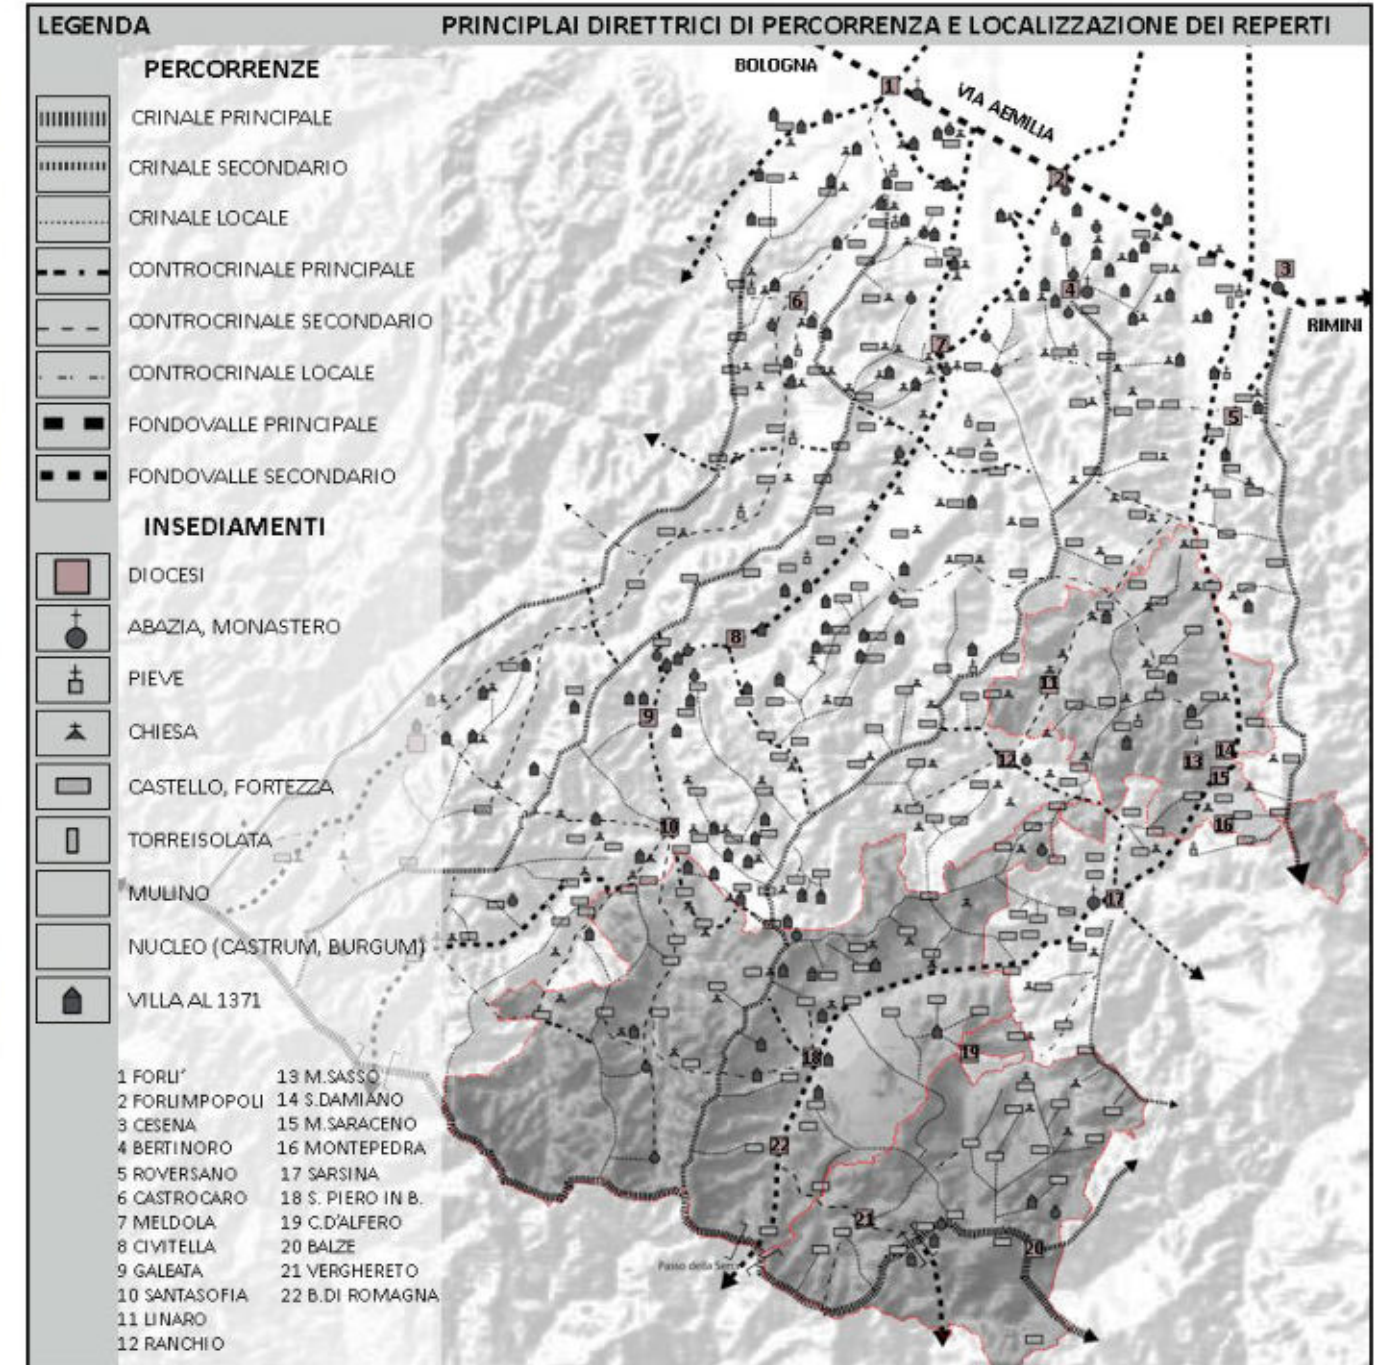 LEGENDA
PRINCIPLAI DIRETTRICI DI PERCORRENZA E LOCALIZZAZIONE DEI REPERTI
PERCORRENZE
CRINALE PRINCIPALE
CRINALE SECONDARIO
CRINALE LOCALE
CONTROCRINALE PRINCIPALE
CONTROCRINALE SECONDARIO
CONTROCRINALE LOCALE
FONDOVALLE PRINCIPALE
FONDOVALLE SECONDARIO
INSEDIAMENTI
DIOCESI
ABAZIA, MONASTERO
PIEVE
CHIESA
CASTELLO, FORTEZZA
TORREISOLATA
MULINO
NUCLEO (CASTRUM, BURGUM)
VILLA AL 1371
1 FORLI´
2 FORLIMPOPOLI
3 CESENA
4 BERTINORO
5 ROVERSANO
6 CASTROCARO
7 MELDOLA
8 CIVITELLA
9 GALEATA
10 SANTASOFIA
11 LINARO
12 RANCHIO
13 M.SASSO
14 S.DAMIANO
15 M.SARACENO
16 MONTEPEDRA
17 SARSINA
18 S. PIERO IN B.
19 C.D'ALFERO
20 BALZE
21 VERGHERETO
22 B.DI ROMAGNA
BOLOGNA
VIA AEMILIA
RIMINI
1
2
3
4
5
6
7
8
9
10
11
12
13
14
15
16
17
18
19
20
21
22
Passo della